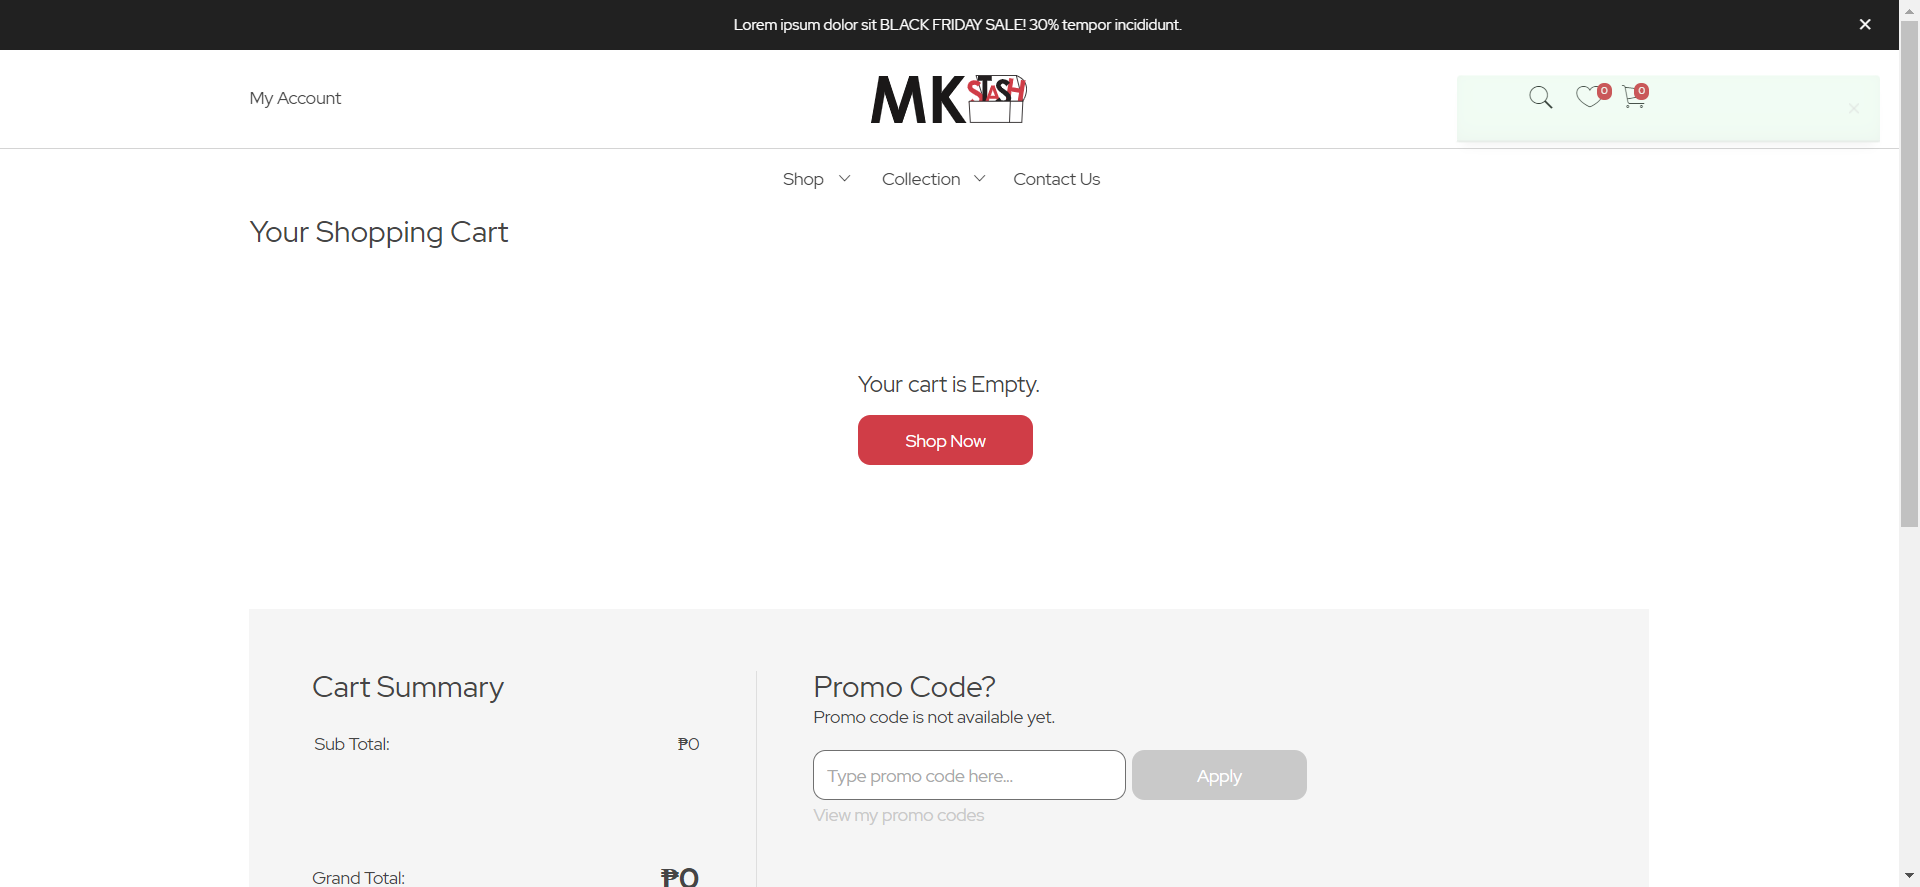 Lorem ipsum dolor sit BLACK FRIDAY SALE! 30% tempor incididunt.
My Account
MK STASH
0
0
Shop
Collection
Contact Us
Your Shopping Cart
Your cart is Empty.
Shop Now
Cart Summary
Sub Total:
₱0
Grand Total:
₱0
Promo Code?
Promo code is not available yet.
Type promo code here...
Apply
View my promo codes